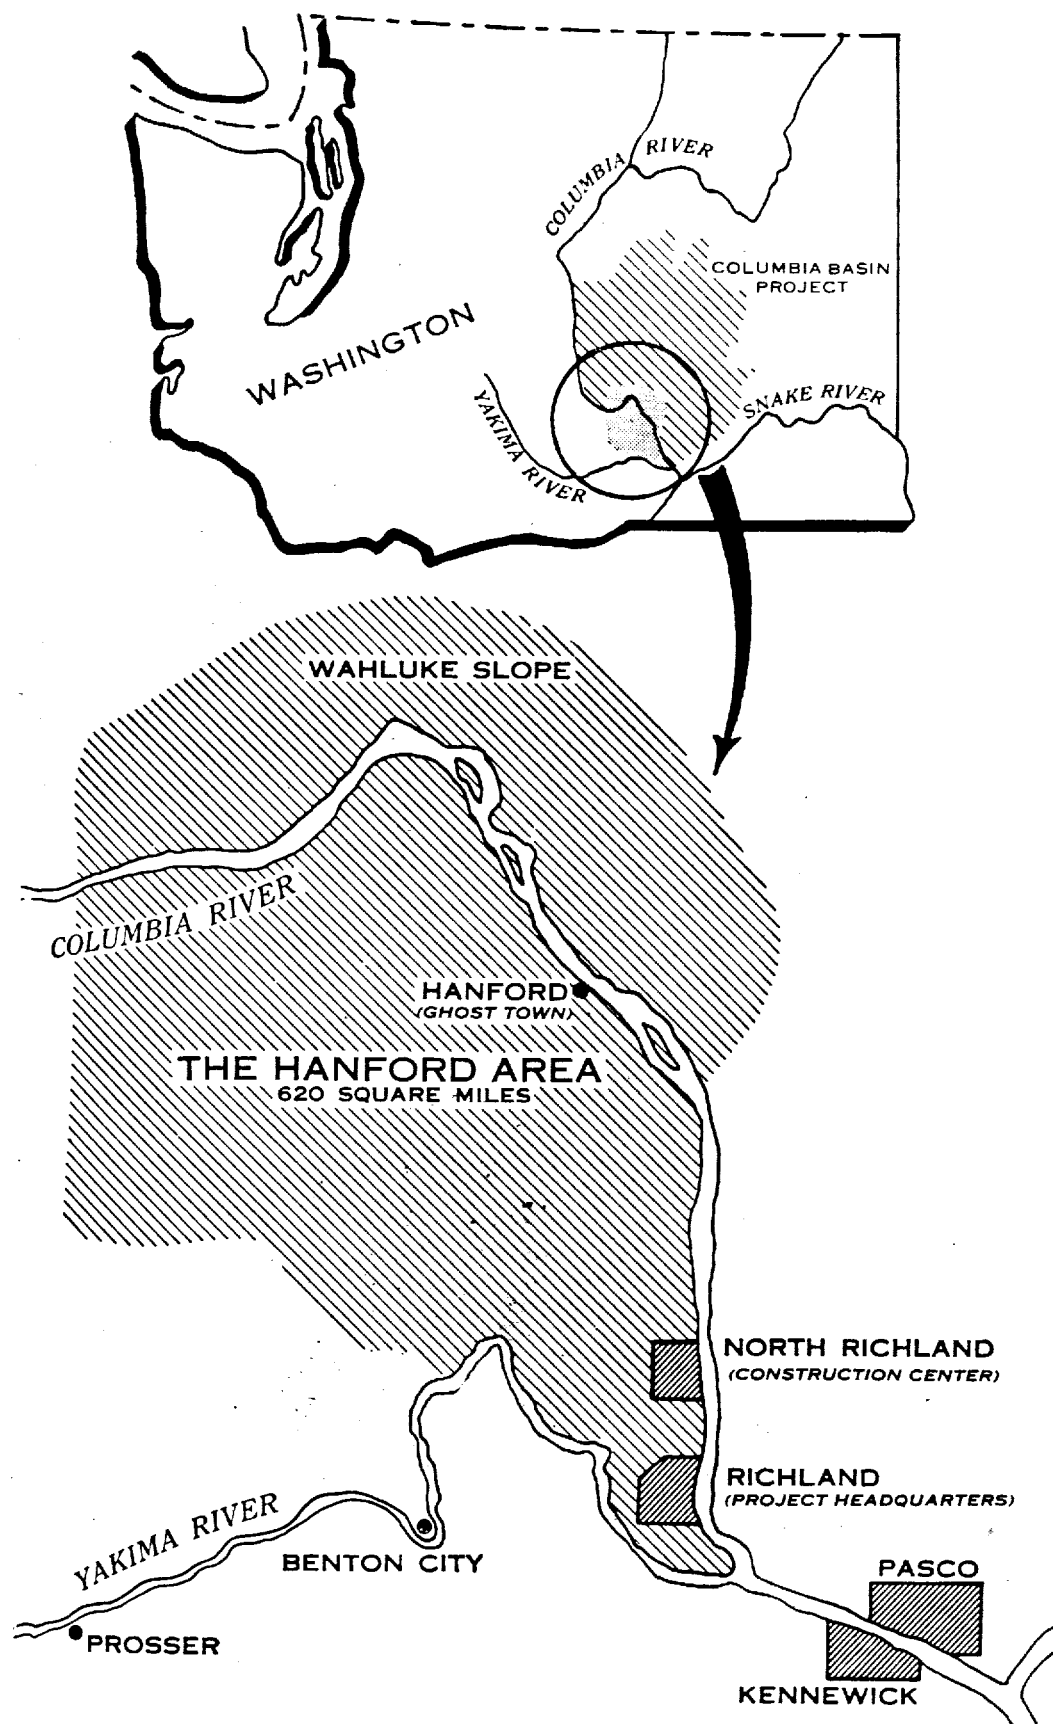 COLUMBIA RIVER
COLUMBIA BASIN
PROJECT
WASHINGTON
SNAKE RIVER
YAKIMA RIVER
WAHLUKE SLOPE
COLUMBIA RIVER
HANFORD
(GHOST TOWN)
THE HANFORD AREA
620 SQUARE MILES
NORTH RICHLAND
(CONSTRUCTION CENTER)
RICHLAND
(PROJECT HEADQUARTERS)
YAKIMA RIVER
BENTON CITY
PASCO
PROSSER
KENNEWICK